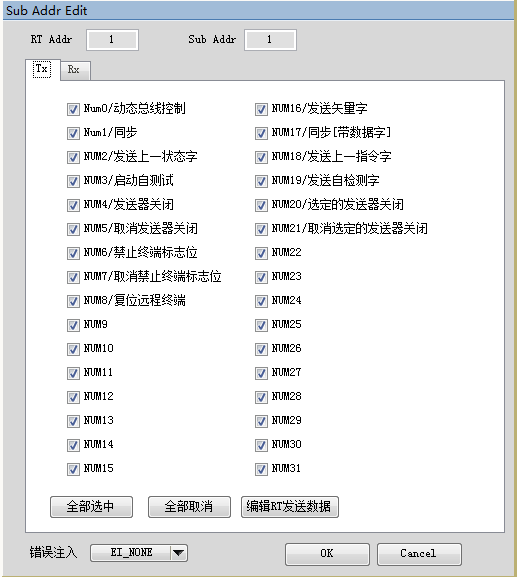 Sub Addr Edit
RT Addr 1 Sub Addr 1
Tx Rx
Num0/动态总线控制 NUM16/发送矢量字
Num1/同步 NUM17/同步[带数据字]
NUM2/发送上一状态字 NUM18/发送上一指令字
NUM3/启动自测试 NUM19/发送自检测字
NUM4/发送器关闭 NUM20/选定的发送器关闭
NUM5/取消发送器关闭 NUM21/取消选定的发送器关闭
NUM6/禁止终端标志位 NUM22
NUM7/取消禁止终端标志位 NUM23
NUM8/复位远程终端 NUM24
NUM9 NUM25
NUM10 NUM26
NUM11 NUM27
NUM12 NUM28
NUM13 NUM29
NUM14 NUM30
NUM15 NUM31
全部选中 全部取消 编辑RT发送数据
错误注入 EI_NONE OK Cancel